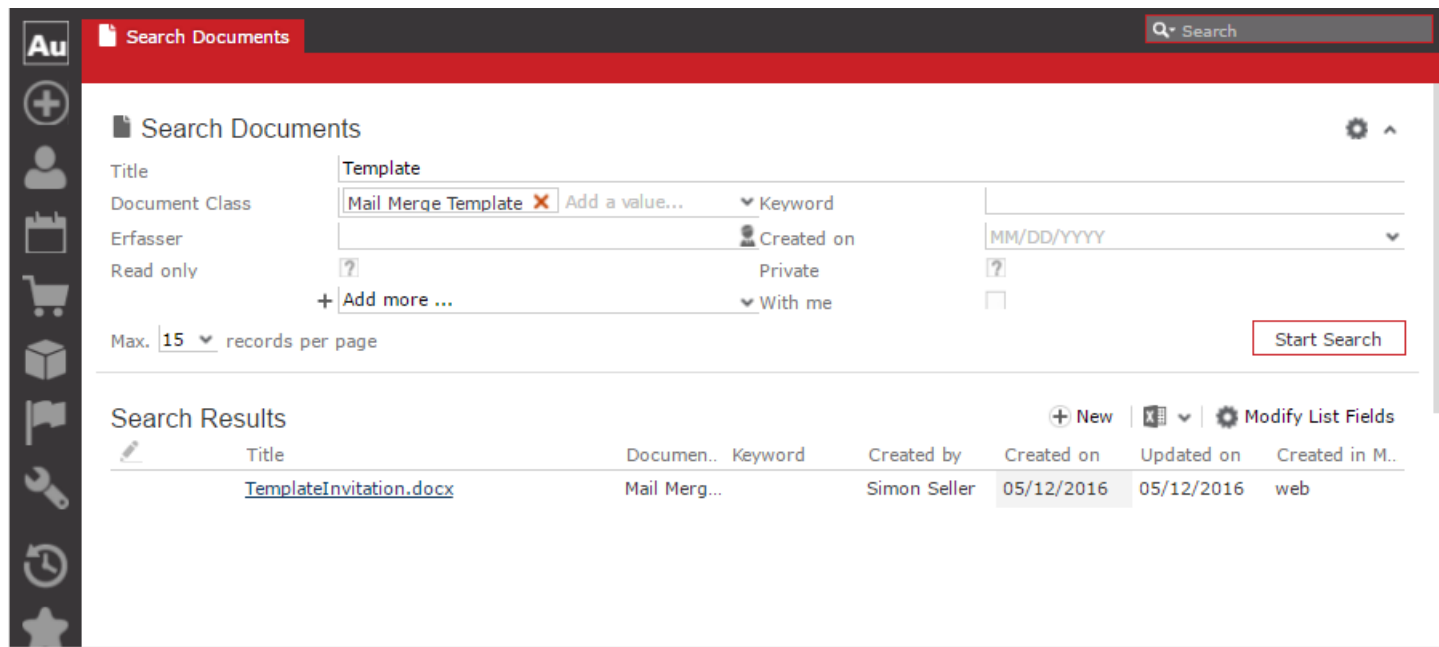 Au Search Documents Search
Search Documents
Title Template
Document Class Mail Merge Template Add a value... Keyword
Erfasser Created on MM/DD/YYYY
Read only ? Private ?
+ Add more ... With me
Max. 15 records per page Start Search
Search Results New Modify List Fields
Title Documen.. Keyword Created by Created on Updated on Created in M..
TemplateInvitation.docx Mail Merg... Simon Seller 05/12/2016 05/12/2016 web